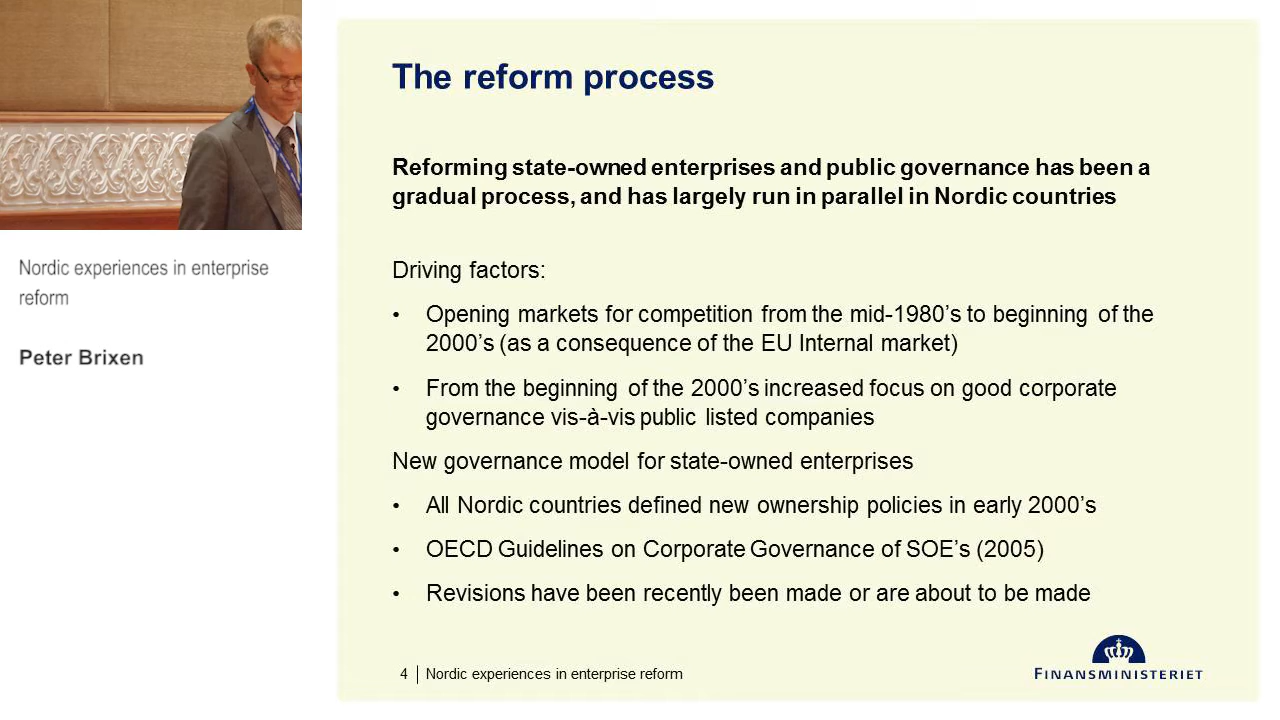 Nordic experiences in enterprise
reform
Peter Brixen
The reform process
Reforming state-owned enterprises and public governance has been a
gradual process, and has largely run in parallel in Nordic countries
Driving factors:
• Opening markets for competition from the mid-1980’s to beginning of the
2000’s (as a consequence of the EU Internal market)
• From the beginning of the 2000’s increased focus on good corporate
governance vis-à-vis public listed companies
New governance model for state-owned enterprises
• All Nordic countries defined new ownership policies in early 2000’s
• OECD Guidelines on Corporate Governance of SOE’s (2005)
• Revisions have been recently been made or are about to be made
4 | Nordic experiences in enterprise reform
FINANSMINISTERIET